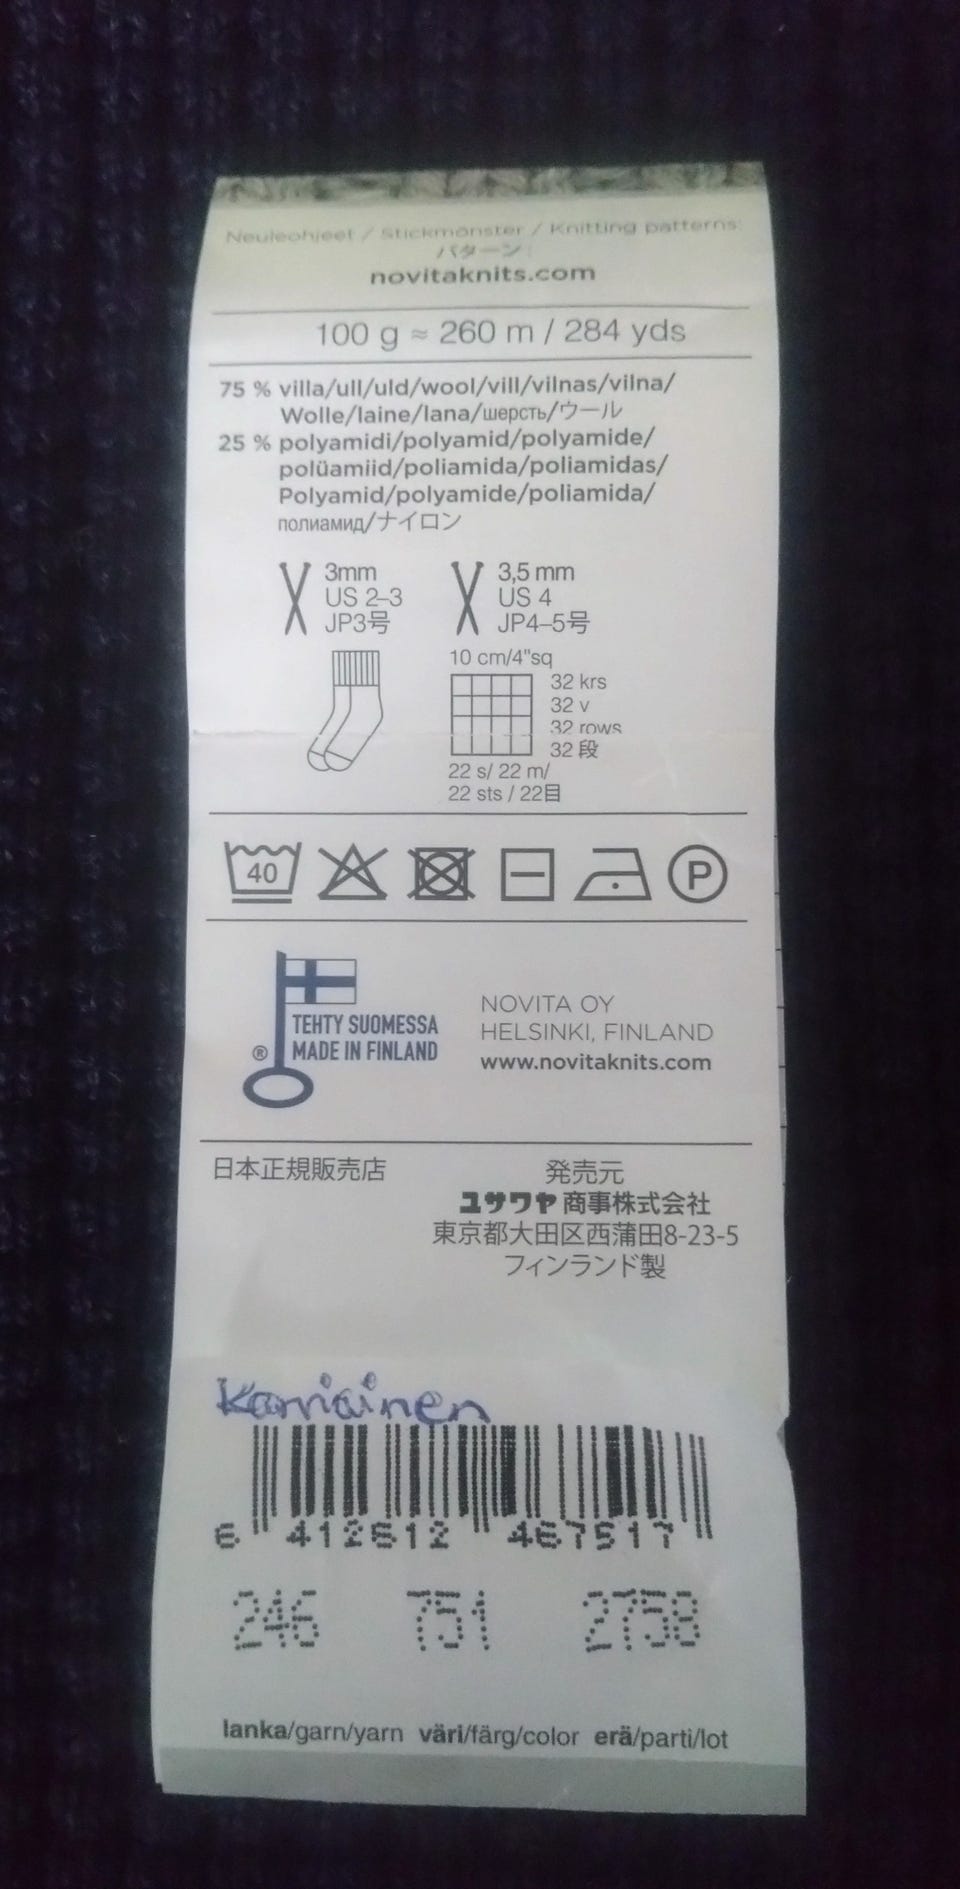 Neuleohjeet / Stickmönster / Knitting patterns:
パターン:
novitaknits.com
100 g ≈ 260 m / 284 yds
75 % villa/ull/uld/wool/vill/vilnas/vilna/
Wolle/laine/lana/шерсть/ウール
25 % polyamidi/polyamid/polyamide/
polüamiid/poliamida/poliamidas/
Polyamid/polyamide/poliamida/
полиамид/ナイロン
3mm
US 2–3
JP3号
3,5 mm
US 4
JP4–5号
10 cm/4"sq
32 krs
32 v
32 rows
32 段
22 s/ 22 m/
22 sts / 22目
40
P
TEHTY SUOMESSA
® MADE IN FINLAND
NOVITA OY
HELSINKI, FINLAND
www.novitaknits.com
日本正規販売店
発売元
ユザワヤ 商事株式会社
東京都大田区西蒲田8-23-5
フィンランド製
Karviainen
6 412612 467517
246 751 2758
lanka/garn/yarn väri/färg/color erä/parti/lot